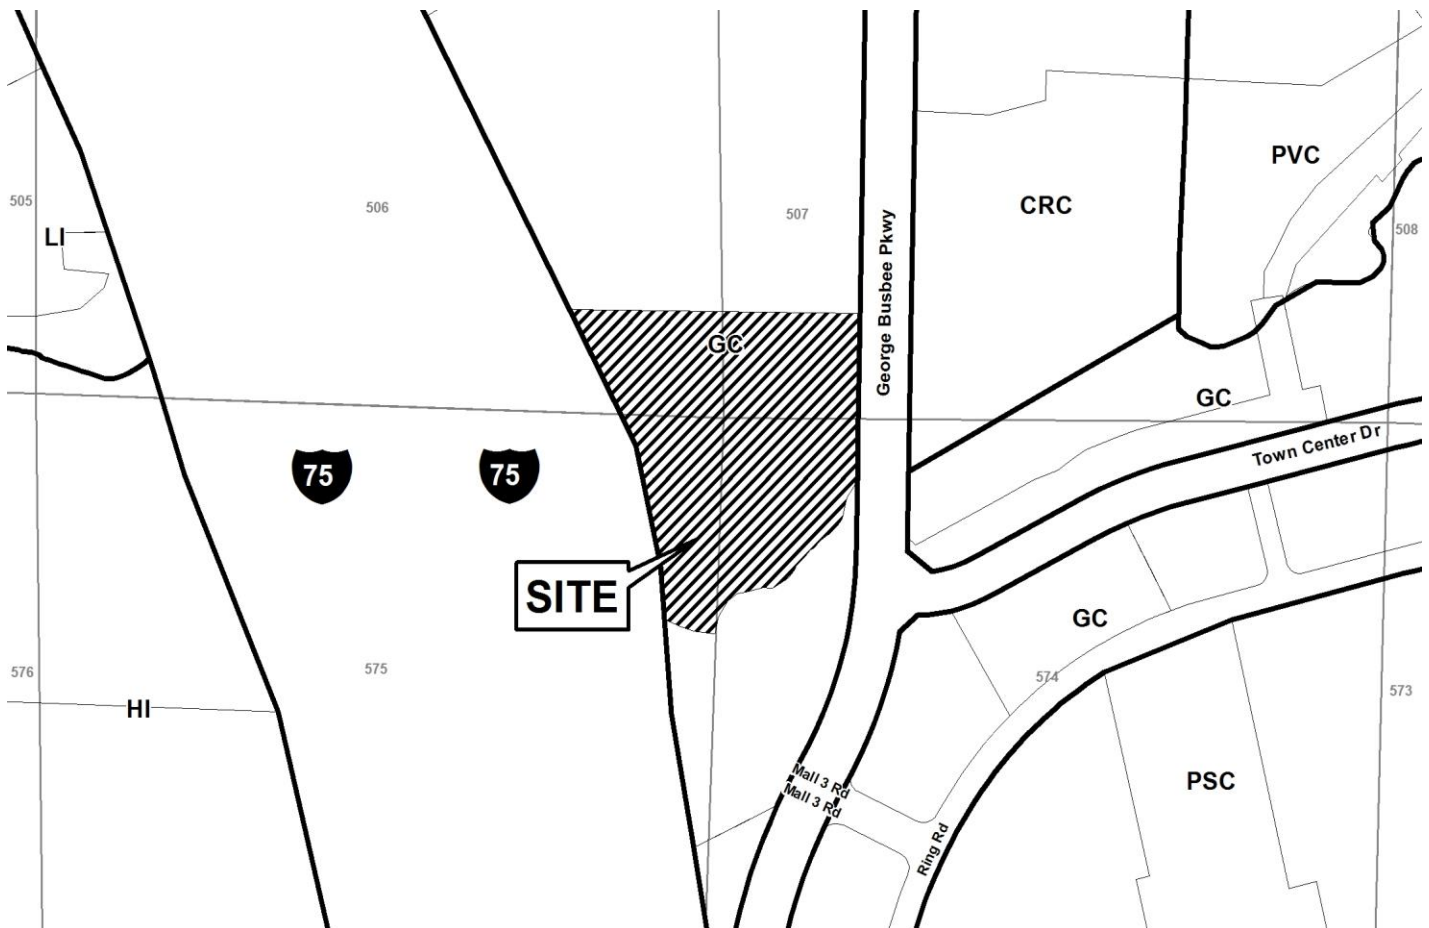 PVC
505
CRC
506
507
508
LI
George Busbee Pkwy
GC
GC
Town Center Dr
75
75
SITE
GC
576
575
574
573
HI
Mall 3 Rd
Mall 3 Rd
PSC
Ring Rd